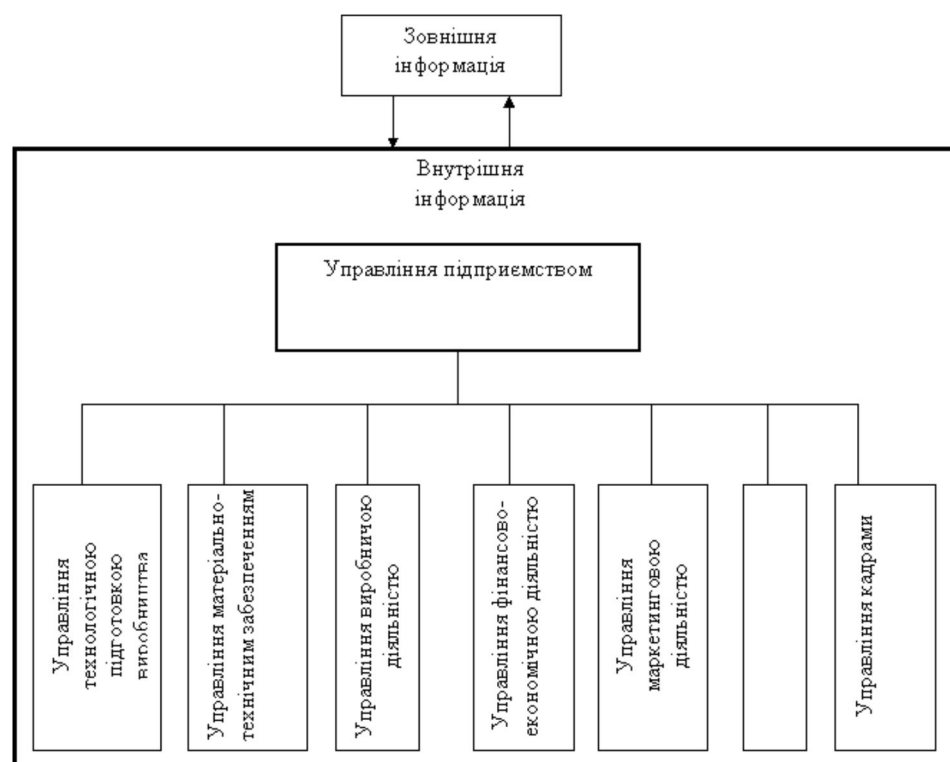 Зовнішня
інформація
Внутрішня
інформація
Управління підприємством
Управління
технологічною
підготовкою
виробництва
Управління матеріально-
технічним забезпеченням
Управління виробничою
діяльністю
Управління фінансово-
економічною діяльністю
Управління
маркетинговою
діяльністю
Управління кадрами